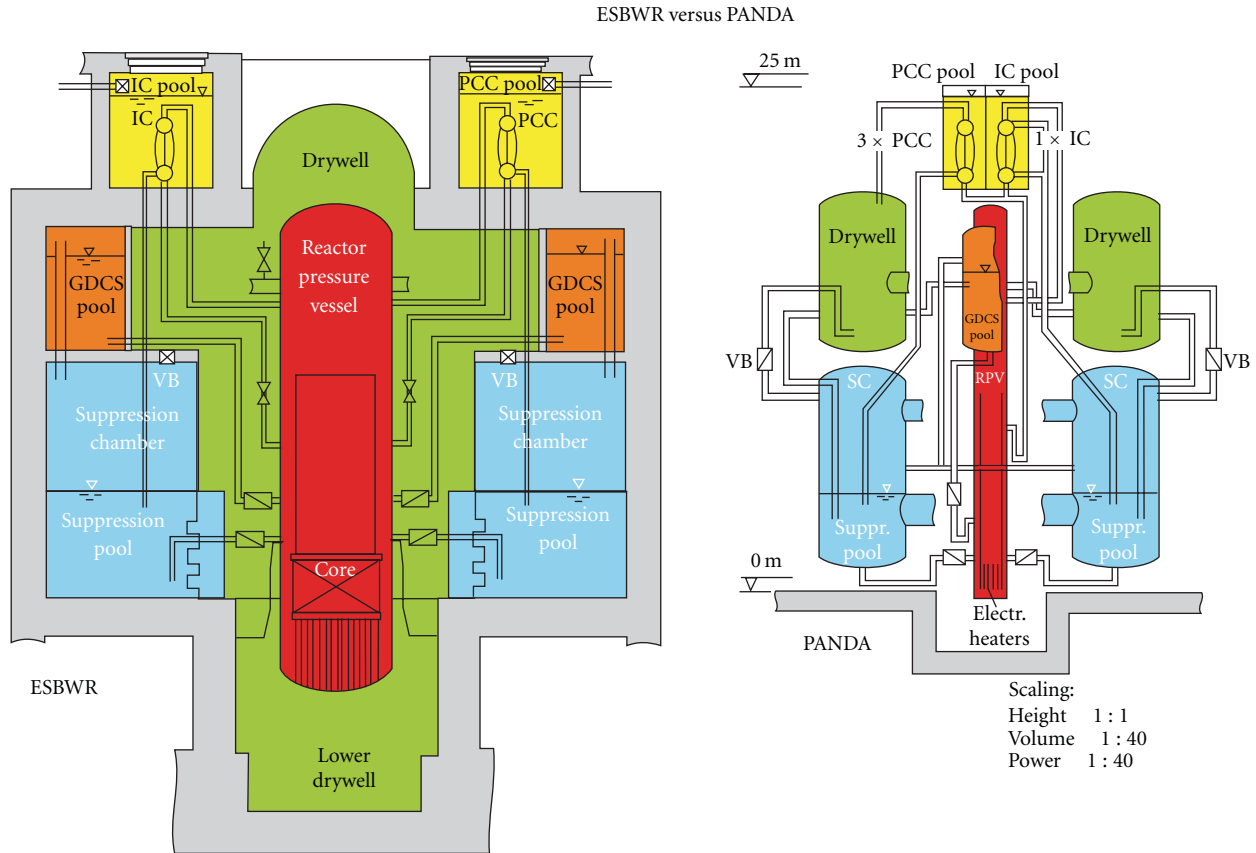 ESBWR versus PANDA
IC pool
IC
PCC pool
PCC
Drywell
Reactor
pressure
vessel
GDCS
pool
GDCS
pool
VB
VB
Suppression
chamber
Suppression
chamber
Suppression
pool
Suppression
pool
Core
Lower
drywell
ESBWR
25 m
PCC pool
IC pool
3 × PCC
1 × IC
Drywell
Drywell
GDCS
pool
VB
VB
SC
RPV
SC
Suppr.
pool
Suppr.
pool
0 m
Electr.
heaters
PANDA
Scaling:
Height 1 : 1
Volume 1 : 40
Power 1 : 40